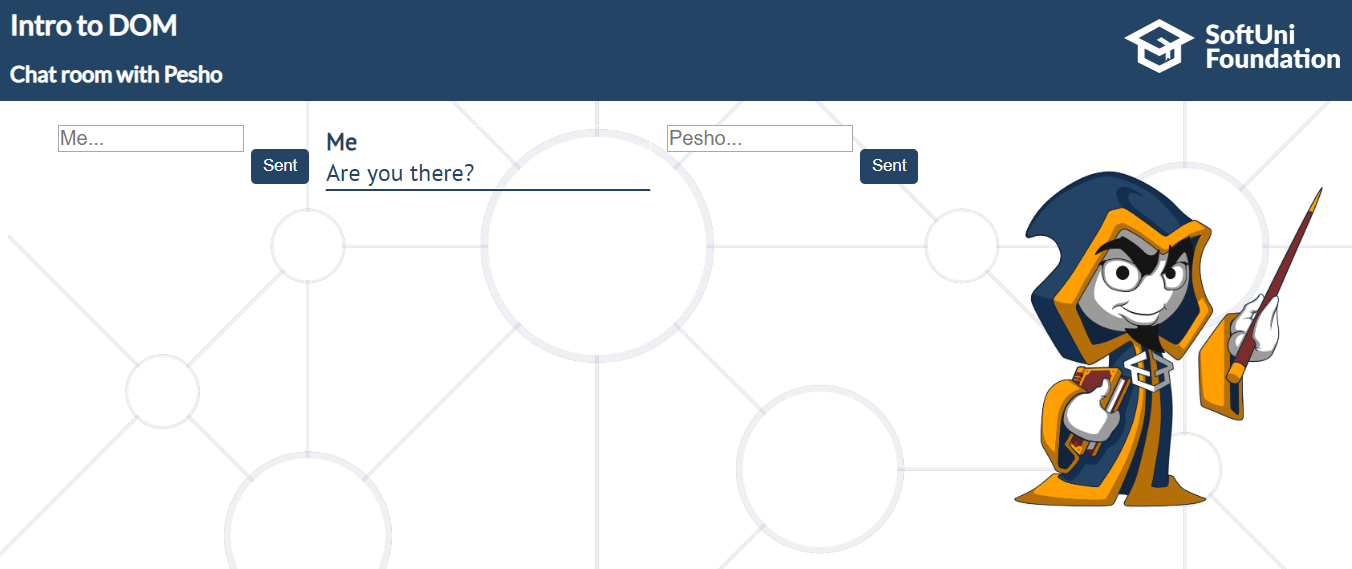 Intro to DOM
Chat room with Pesho
SoftUni
Foundation
Me...
Sent
Me
Are you there?
Pesho...
Sent